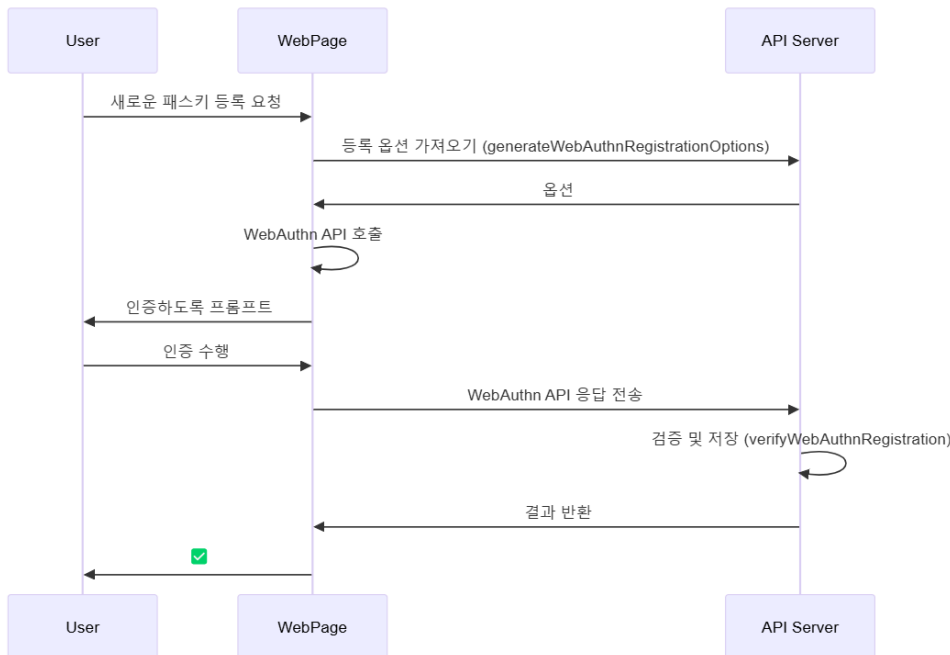 User
WebPage
API Server
새로운 패스키 등록 요청
등록 옵션 가져오기 (generateWebAuthnRegistrationOptions)
옵션
WebAuthn API 호출
인증하도록 프롬프트
인증 수행
WebAuthn API 응답 전송
검증 및 저장 (verifyWebAuthnRegistration)
결과 반환
✅
User
WebPage
API Server